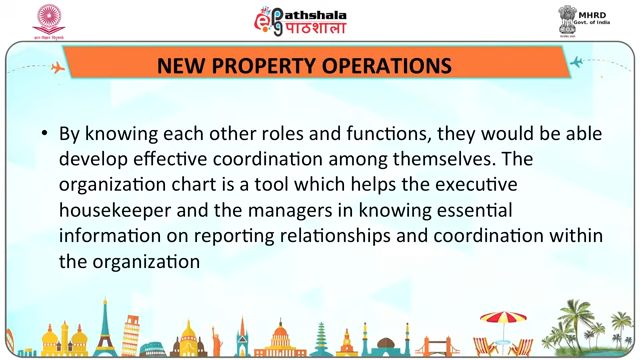 ePathshala
पाठशाला
MHRD
Govt. of India
NEW PROPERTY OPERATIONS
• By knowing each other roles and functions, they would be able
develop effective coordination among themselves. The
organization chart is a tool which helps the executive
housekeeper and the managers in knowing essential
information on reporting relationships and coordination within
the organization